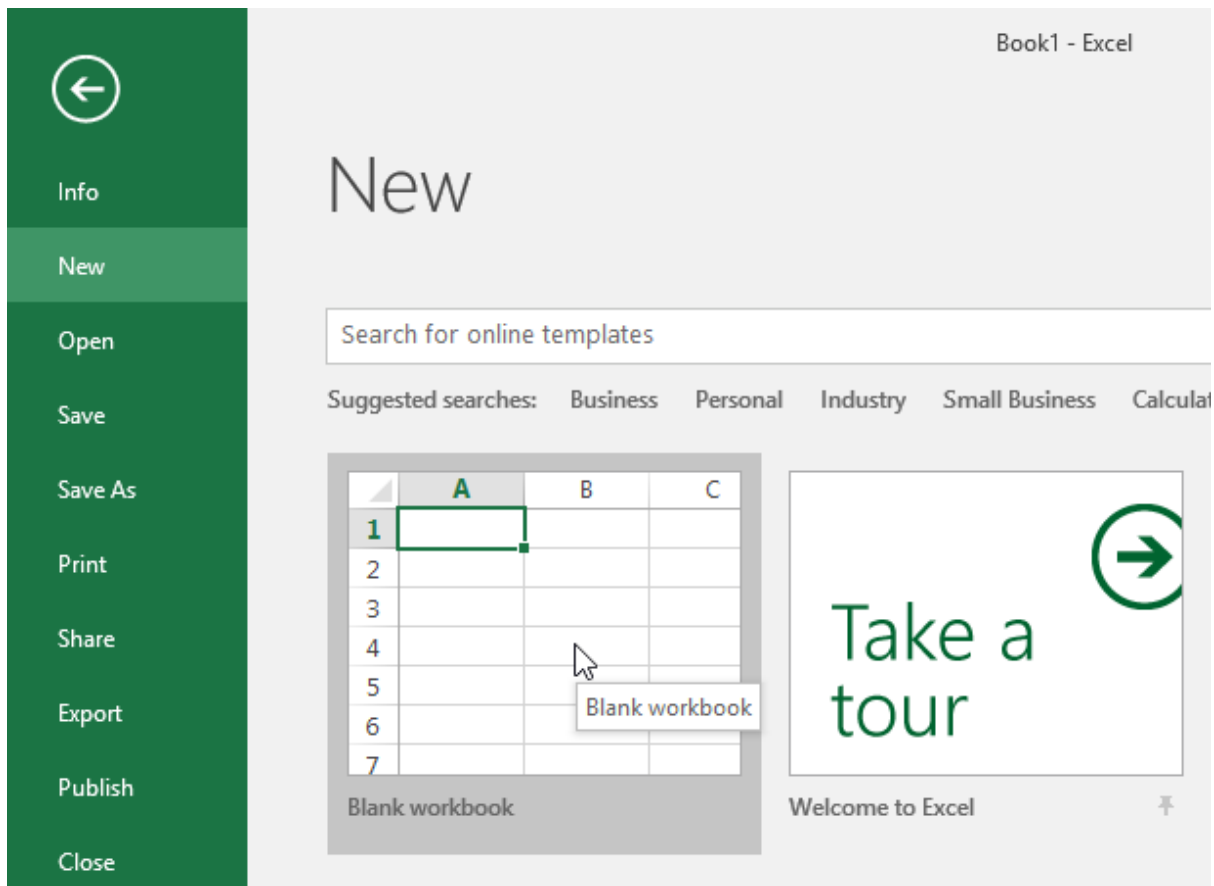 Book1 - Excel
Info
New
Open
Save
Save As
Print
Share
Export
Publish
Close
New
Search for online templates
Suggested searches: Business Personal Industry Small Business Calculat
A B C
1
2
3
4
5
6
7
Blank workbook
Blank workbook
Take a
tour
Welcome to Excel